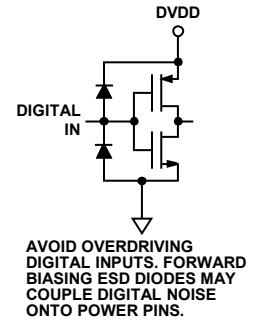 DVDD
DIGITAL
IN
AVOID OVERDRIVING
DIGITAL INPUTS. FORWARD
BIASING ESD DIODES MAY
COUPLE DIGITAL NOISE
ONTO POWER PINS.